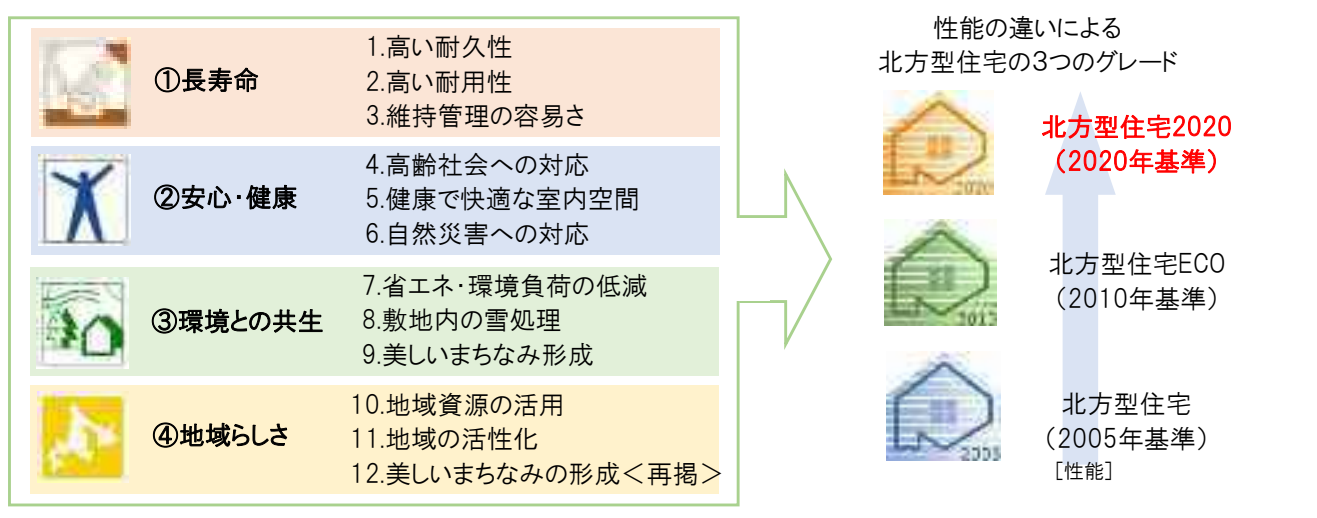 ①長寿命
1.高い耐久性
2.高い耐用性
3.維持管理の容易さ
②安心・健康
4.高齢社会への対応
5.健康で快適な室内空間
6.自然災害への対応
③環境との共生
7.省エネ・環境負荷の低減
8.敷地内の雪処理
9.美しいまちなみ形成
④地域らしさ
10.地域資源の活用
11.地域の活性化
12.美しいまちなみの形成＜再掲＞
性能の違いによる
北方型住宅の3つのグレード
2020
北方型住宅2020
（2020年基準）
北方型住宅ECO
（2010年基準）
北方型住宅
（2005年基準）
［性能］